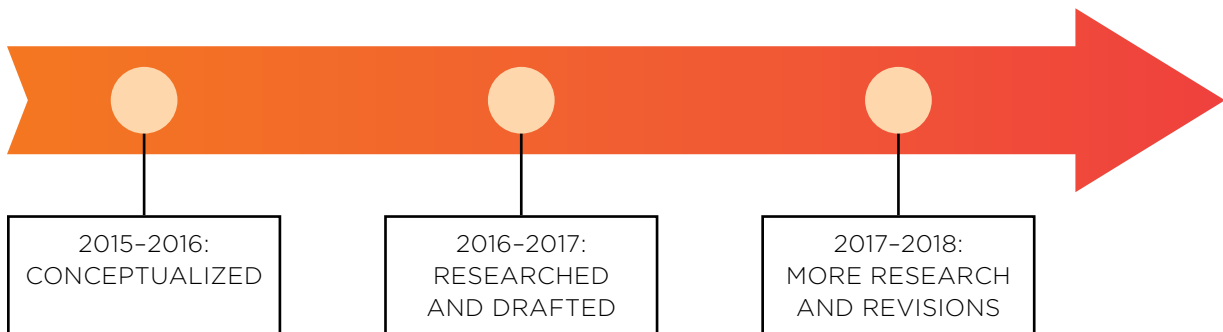 2015–2016:
CONCEPTUALIZED
2016–2017:
RESEARCHED
AND DRAFTED
2017–2018:
MORE RESEARCH
AND REVISIONS